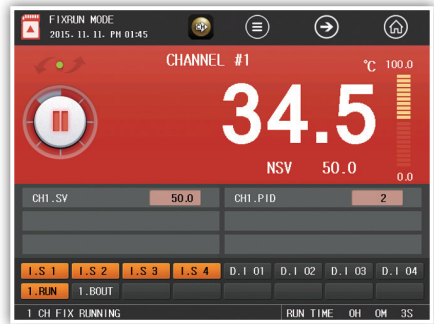 FIXRUN MODE
2015. 11. 11. PM 01:45
CH
CHANNEL #1
℃ 100.0
34.5
NSV 50.0
0.0
CH1.SV 50.0 CH1.PID 2
I.S 1 I.S 2 I.S 3 I.S 4 D.I 01 D.I 02 D.I 03 D.I 04
1.RUN 1.BOUT
1 CH FIX RUNNING RUN TIME 0H 0M 3S